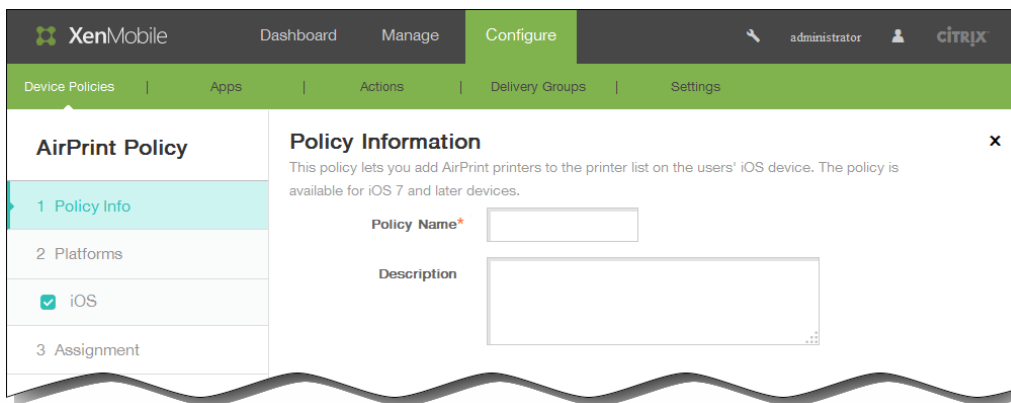 XenMobile Dashboard Manage Configure administrator CİTRIX
Device Policies | Apps | Actions | Delivery Groups | Settings
AirPrint Policy
1 Policy Info
2 Platforms
iOS
3 Assignment
Policy Information
This policy lets you add AirPrint printers to the printer list on the users' iOS device. The policy is
available for iOS 7 and later devices.
Policy Name*
Description